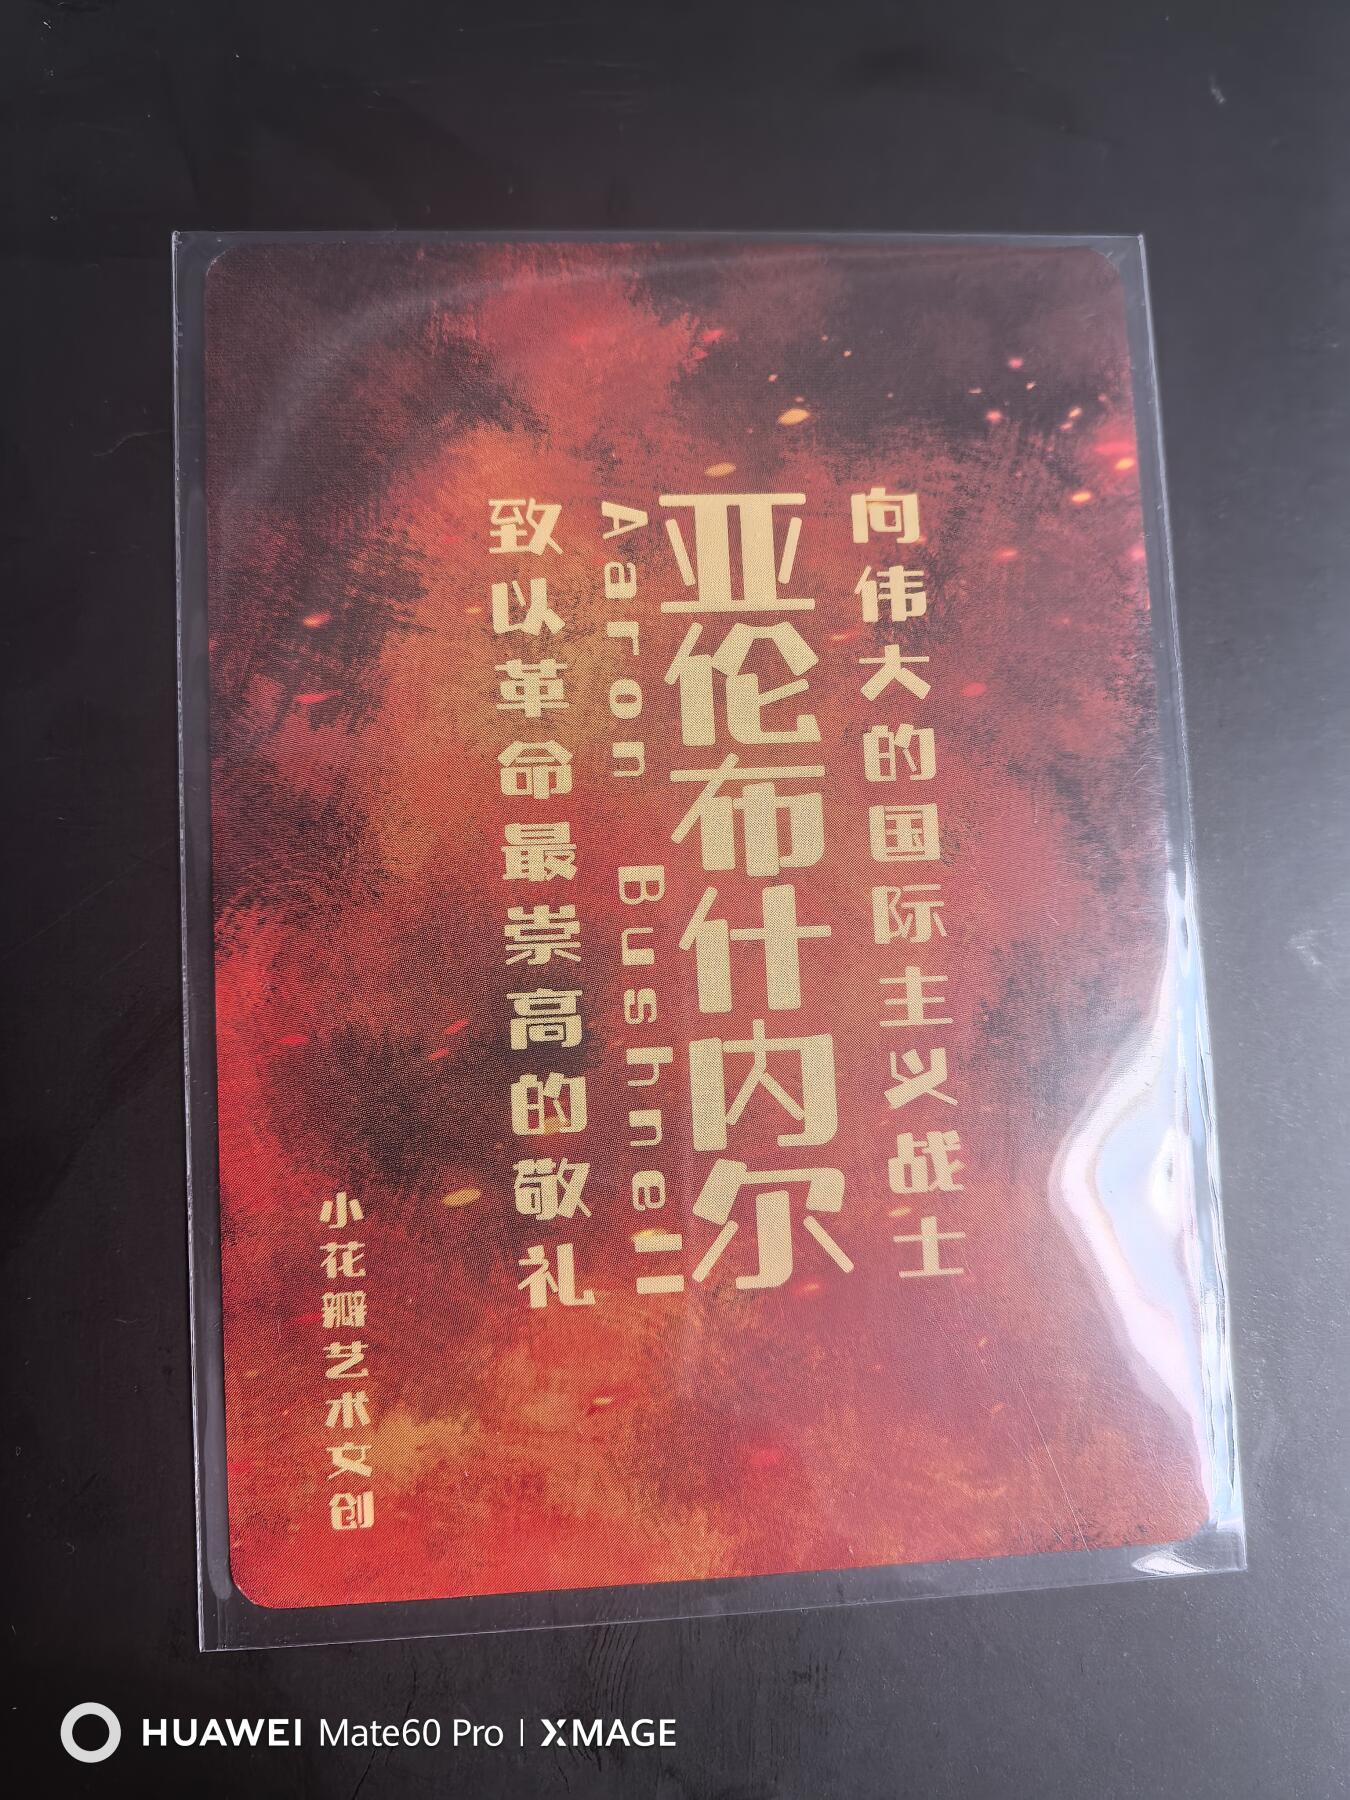 向伟大的国际主义战士
亚伦布什内尔
Aaron Bushnell
致以革命最崇高的敬礼
小花瓣艺术文创
HUAWEI Mate60 Pro | XMAGE